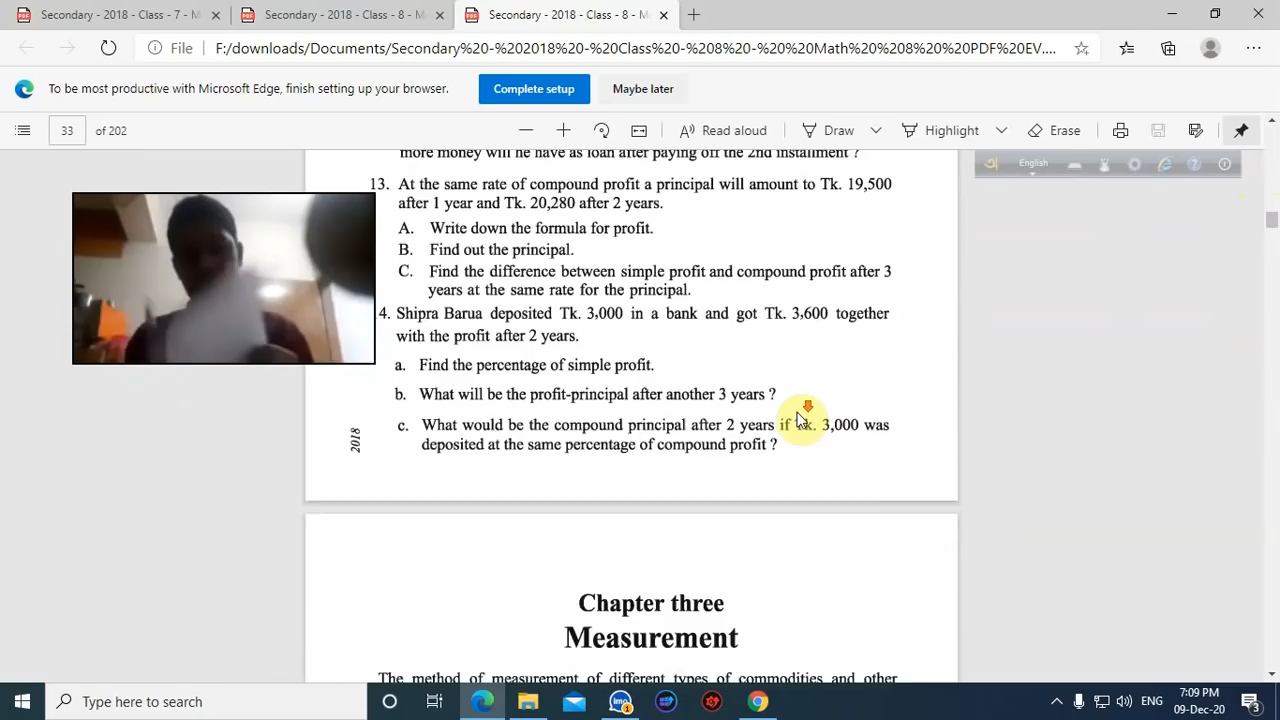 Secondary - 2018 - Class - 7 - M
Secondary - 2018 - Class - 8 - M
Secondary - 2018 - Class - 8 - M
File
F:/downloads/Documents/Secondary%20-%202018%20-%20Class%20-%208%20-%20%20Math%20%208%20%20PDF%20EV....
To be most productive with Microsoft Edge, finish setting up your browser.
Complete setup
Maybe later
33 of 202
Read aloud
Draw
Highlight
Erase
English
more money will he have as loan after paying off the 2nd installment ?
13. At the same rate of compound profit a principal will amount to Tk. 19,500
after 1 year and Tk. 20,280 after 2 years.
A. Write down the formula for profit.
B. Find out the principal.
C. Find the difference between simple profit and compound profit after 3
years at the same rate for the principal.
4. Shipra Barua deposited Tk. 3,000 in a bank and got Tk. 3,600 together
with the profit after 2 years.
a. Find the percentage of simple profit.
b. What will be the profit-principal after another 3 years ?
c. What would be the compound principal after 2 years if Tk. 3,000 was
deposited at the same percentage of compound profit ?
2018
Chapter three
Measurement
The method of measurement of different types of commodities and other
Type here to search
imo
1
ENG
7:09 PM
09-Dec-20
3